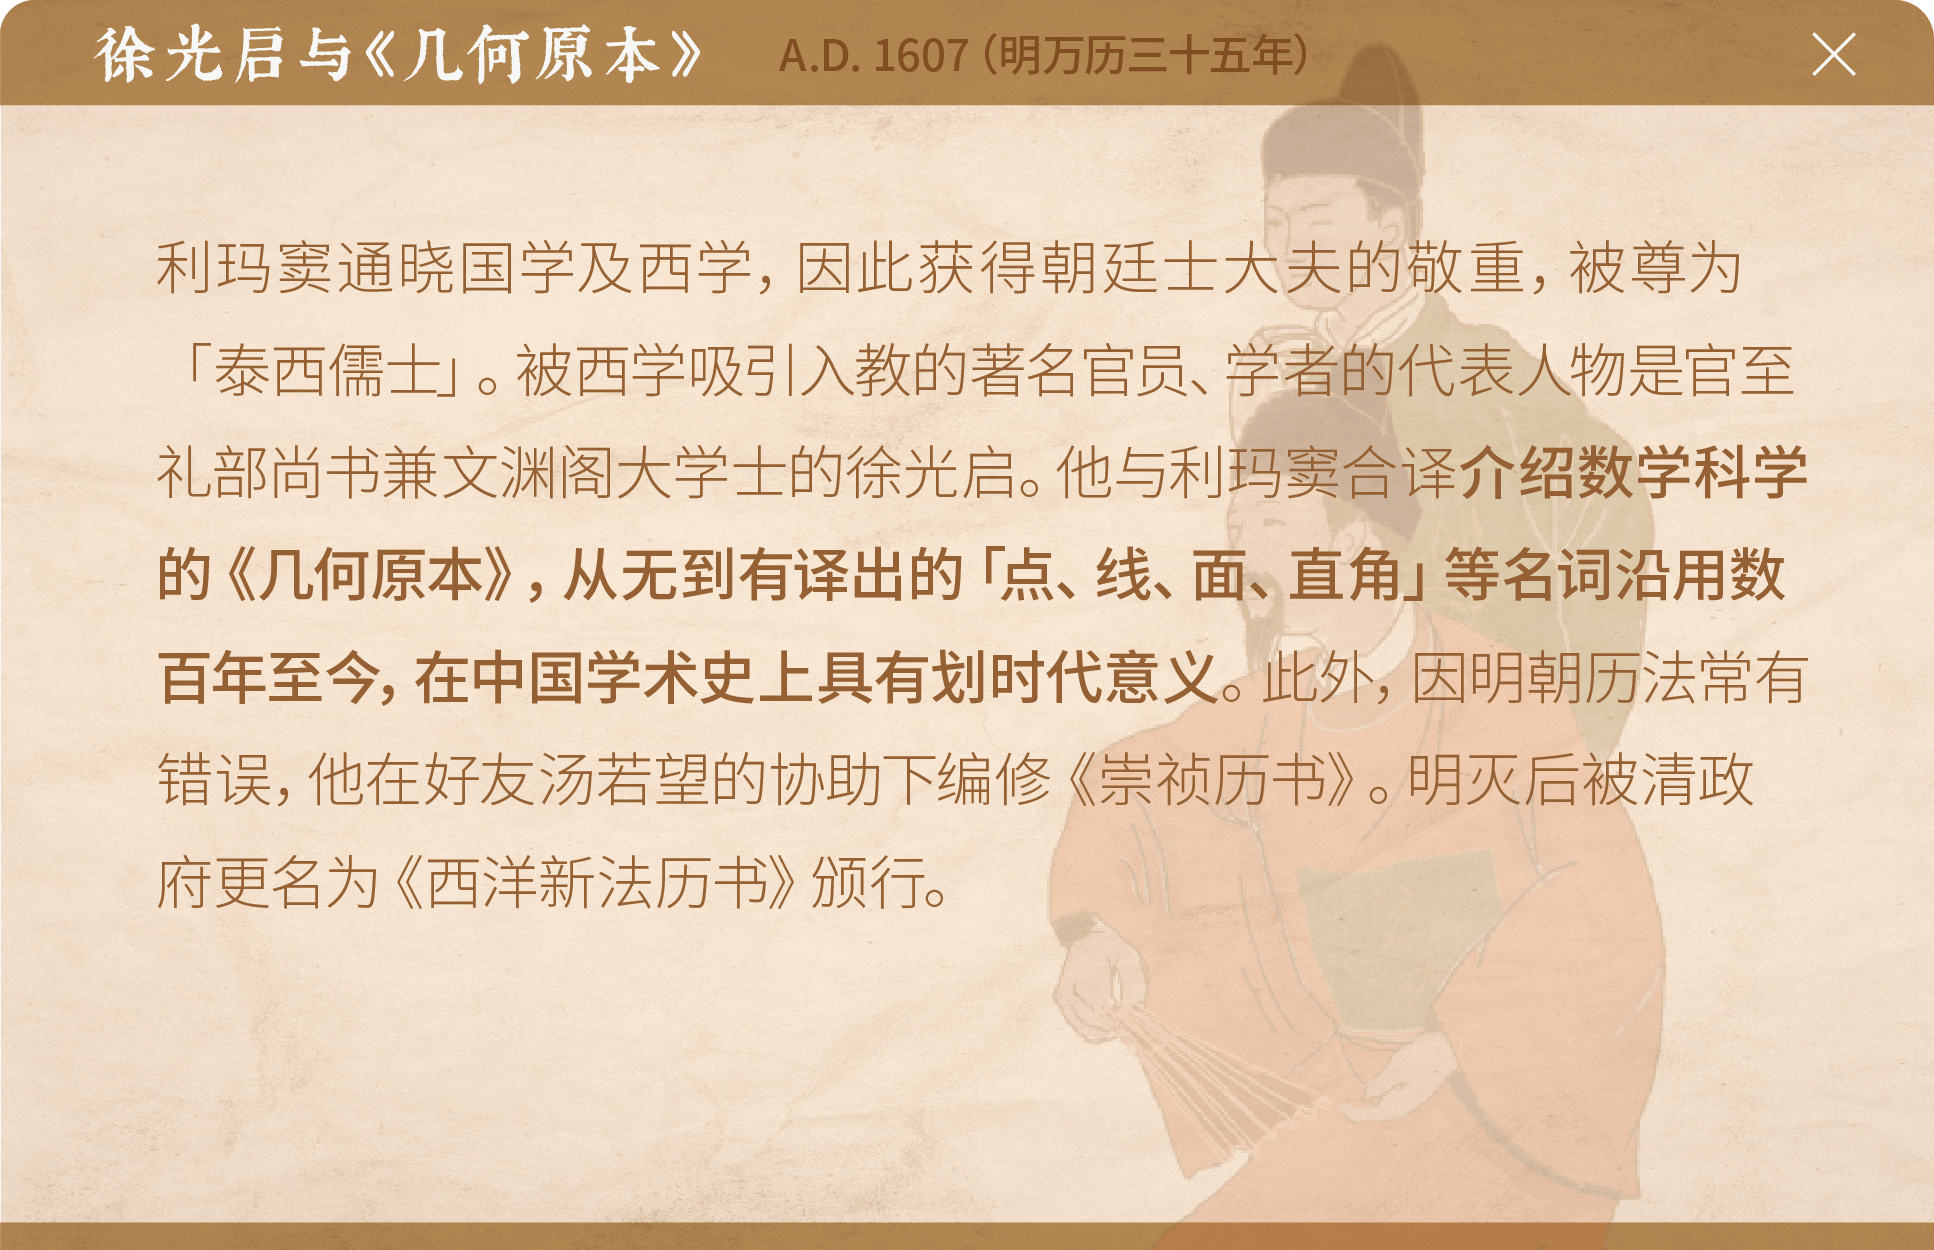 徐光启与《几何原本》 A.D. 1607（明万历三十五年）
利玛窦通晓国学及西学，因此获得朝廷士大夫的敬重，被尊为
「泰西儒士」。被西学吸引入教的著名官员、学者的代表人物是官至
礼部尚书兼文渊阁大学士的徐光启。他与利玛窦合译介绍数学科学
的《几何原本》，从无到有译出的「点、线、面、直角」等名词沿用数
百年至今，在中国学术史上具有划时代意义。此外，因明朝历法常有
错误，他在好友汤若望的协助下编修《崇祯历书》。明灭后被清政
府更名为《西洋新法历书》颁行。